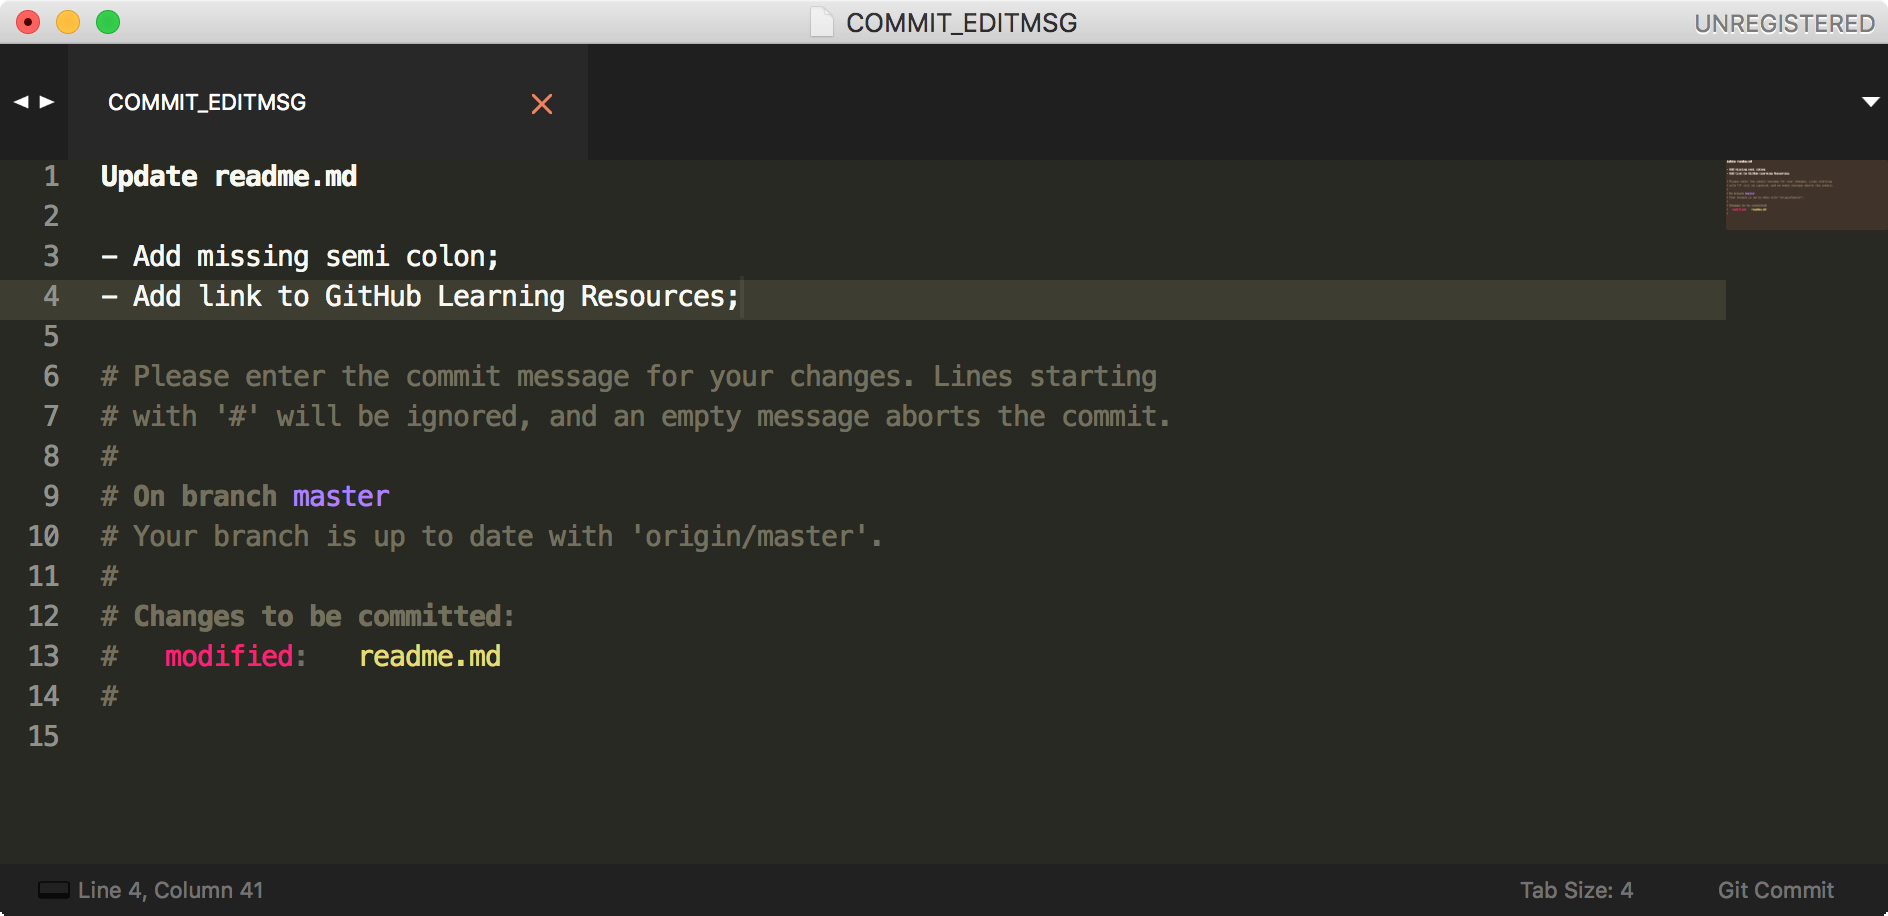 COMMIT_EDITMSG
UNREGISTERED
COMMIT_EDITMSG
1 Update readme.md
2
3 - Add missing semi colon;
4 - Add link to GitHub Learning Resources;
5
6 # Please enter the commit message for your changes. Lines starting
7 # with '#' will be ignored, and an empty message aborts the commit.
8 #
9 # On branch master
10 # Your branch is up to date with 'origin/master'.
11 #
12 # Changes to be committed:
13 #   modified:   readme.md
14 #
15
Line 4, Column 41
Tab Size: 4
Git Commit